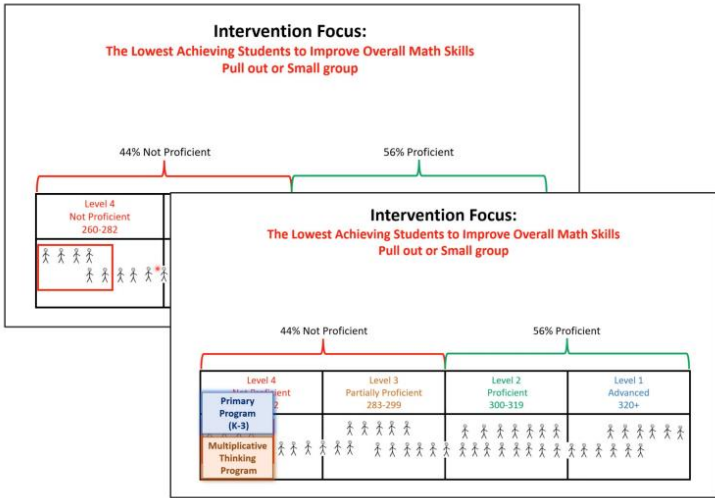 Intervention Focus:
The Lowest Achieving Students to Improve Overall Math Skills
Pull out or Small group
44% Not Proficient
56% Proficient
Level 4
Not Proficient
260-282
Intervention Focus:
The Lowest Achieving Students to Improve Overall Math Skills
Pull out or Small group
44% Not Proficient
56% Proficient
Level 4
Level 3
Partially Proficient
283-299
Level 2
Proficient
300-319
Level 1
Advanced
320+
Primary
Program
(K-3)
Multiplicative
Thinking
Program